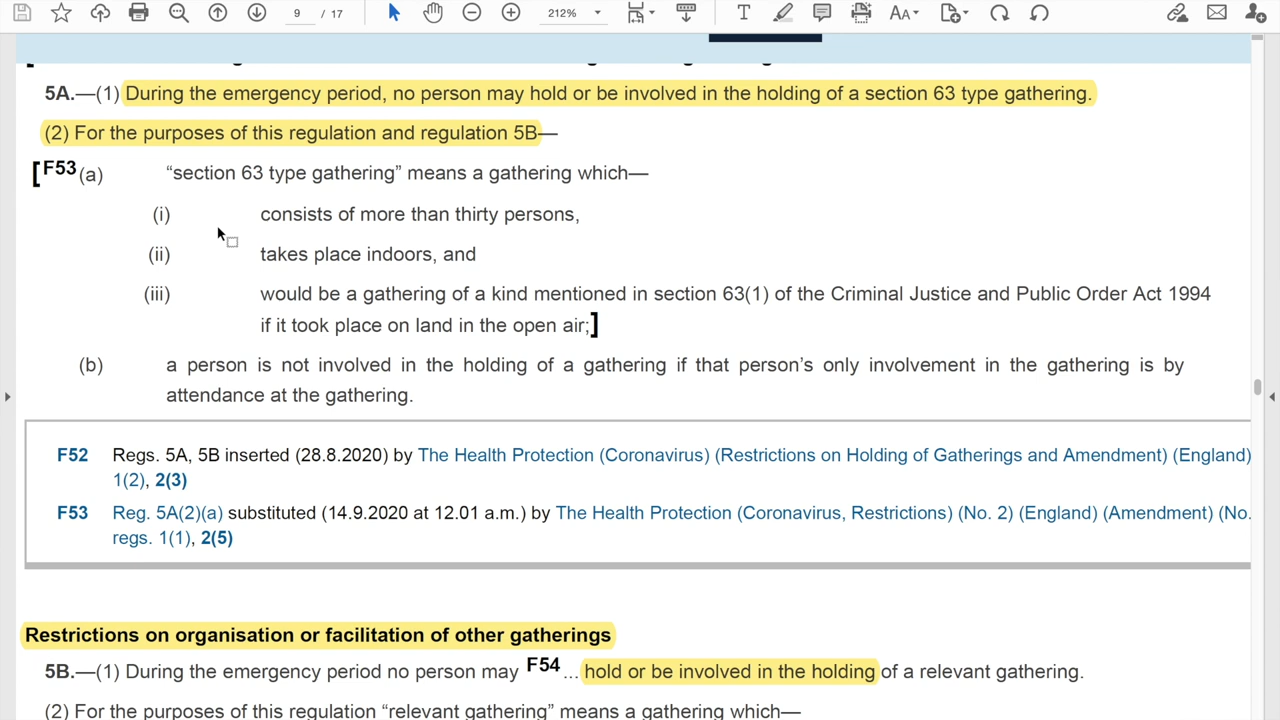 9 / 17
212%
5A.—(1) During the emergency period, no person may hold or be involved in the holding of a section 63 type gathering.
(2) For the purposes of this regulation and regulation 5B—
[F53(a) “section 63 type gathering” means a gathering which—
(i) consists of more than thirty persons,
(ii) takes place indoors, and
(iii) would be a gathering of a kind mentioned in section 63(1) of the Criminal Justice and Public Order Act 1994
if it took place on land in the open air;]
(b) a person is not involved in the holding of a gathering if that person’s only involvement in the gathering is by
attendance at the gathering.
F52 Regs. 5A, 5B inserted (28.8.2020) by The Health Protection (Coronavirus) (Restrictions on Holding of Gatherings and Amendment) (England)
1(2), 2(3)
F53 Reg. 5A(2)(a) substituted (14.9.2020 at 12.01 a.m.) by The Health Protection (Coronavirus, Restrictions) (No. 2) (England) (Amendment) (No.
regs. 1(1), 2(5)
Restrictions on organisation or facilitation of other gatherings
5B.—(1) During the emergency period no person may F54... hold or be involved in the holding of a relevant gathering.
(2) For the purposes of this regulation “relevant gathering” means a gathering which—